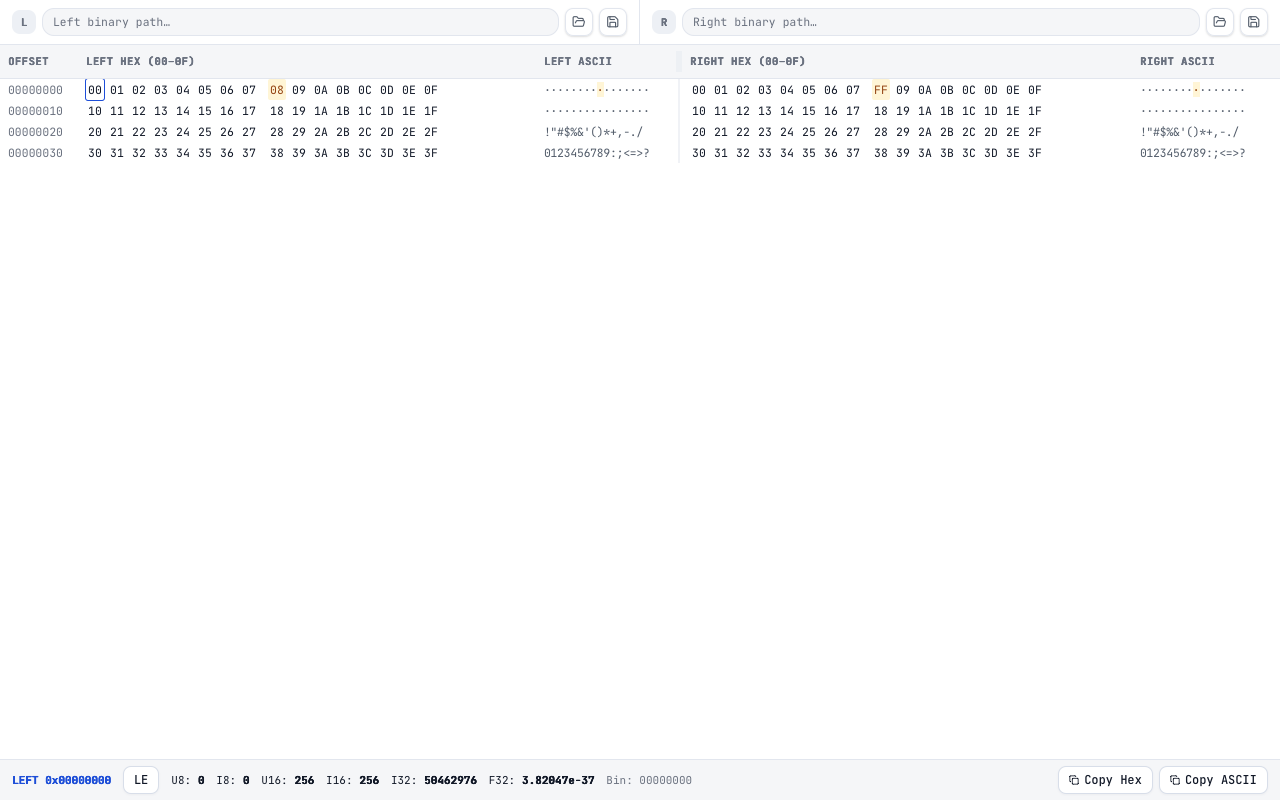 L Left binary path… R Right binary path…
OFFSET LEFT HEX (00–0F) LEFT ASCII RIGHT HEX (00–0F) RIGHT ASCII
00000000 00 01 02 03 04 05 06 07 08 09 0A 0B 0C 0D 0E 0F ················ 00 01 02 03 04 05 06 07 FF 09 0A 0B 0C 0D 0E 0F ················
00000010 10 11 12 13 14 15 16 17 18 19 1A 1B 1C 1D 1E 1F ················ 10 11 12 13 14 15 16 17 18 19 1A 1B 1C 1D 1E 1F ················
00000020 20 21 22 23 24 25 26 27 28 29 2A 2B 2C 2D 2E 2F !"#$%&'()*+,-./ 20 21 22 23 24 25 26 27 28 29 2A 2B 2C 2D 2E 2F !"#$%&'()*+,-./
00000030 30 31 32 33 34 35 36 37 38 39 3A 3B 3C 3D 3E 3F 0123456789:;<=>? 30 31 32 33 34 35 36 37 38 39 3A 3B 3C 3D 3E 3F 0123456789:;<=>?
LEFT 0x00000000 LE U8: 0 I8: 0 U16: 256 I16: 256 I32: 50462976 F32: 3.82047e-37 Bin: 00000000 Copy Hex Copy ASCII